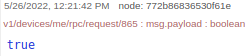 5/26/2022, 12:21:42 PM node: 772b86836530f61e
v1/devices/me/rpc/request/865 : msg.payload : boolean
true